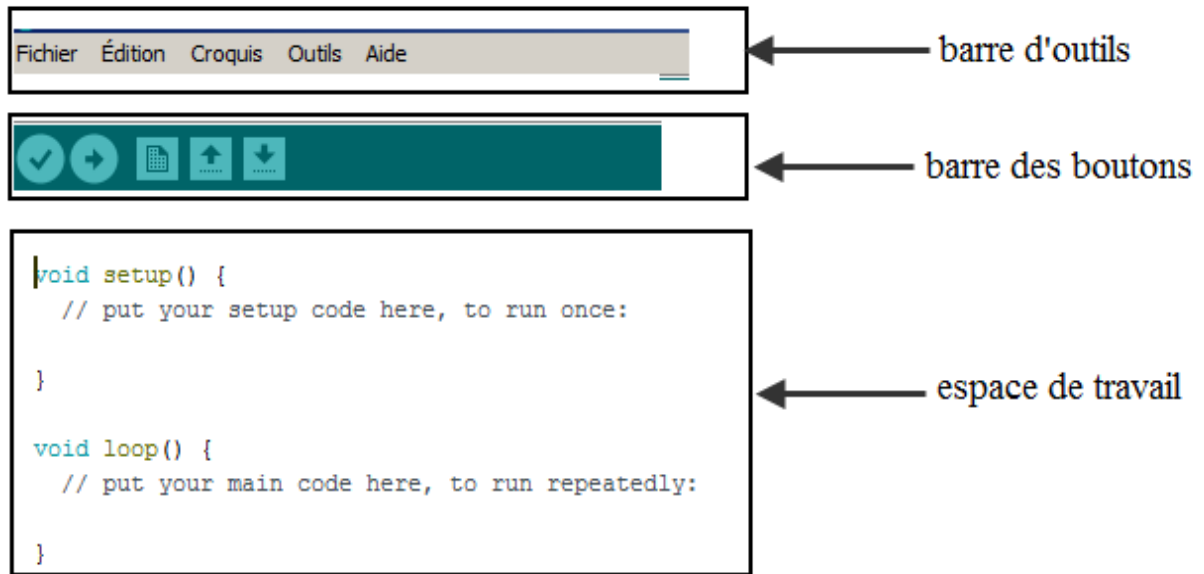 Fichier Édition Croquis Outils Aide
barre d'outils
barre des boutons
void setup() {
// put your setup code here, to run once:
}
void loop() {
// put your main code here, to run repeatedly:
}
espace de travail